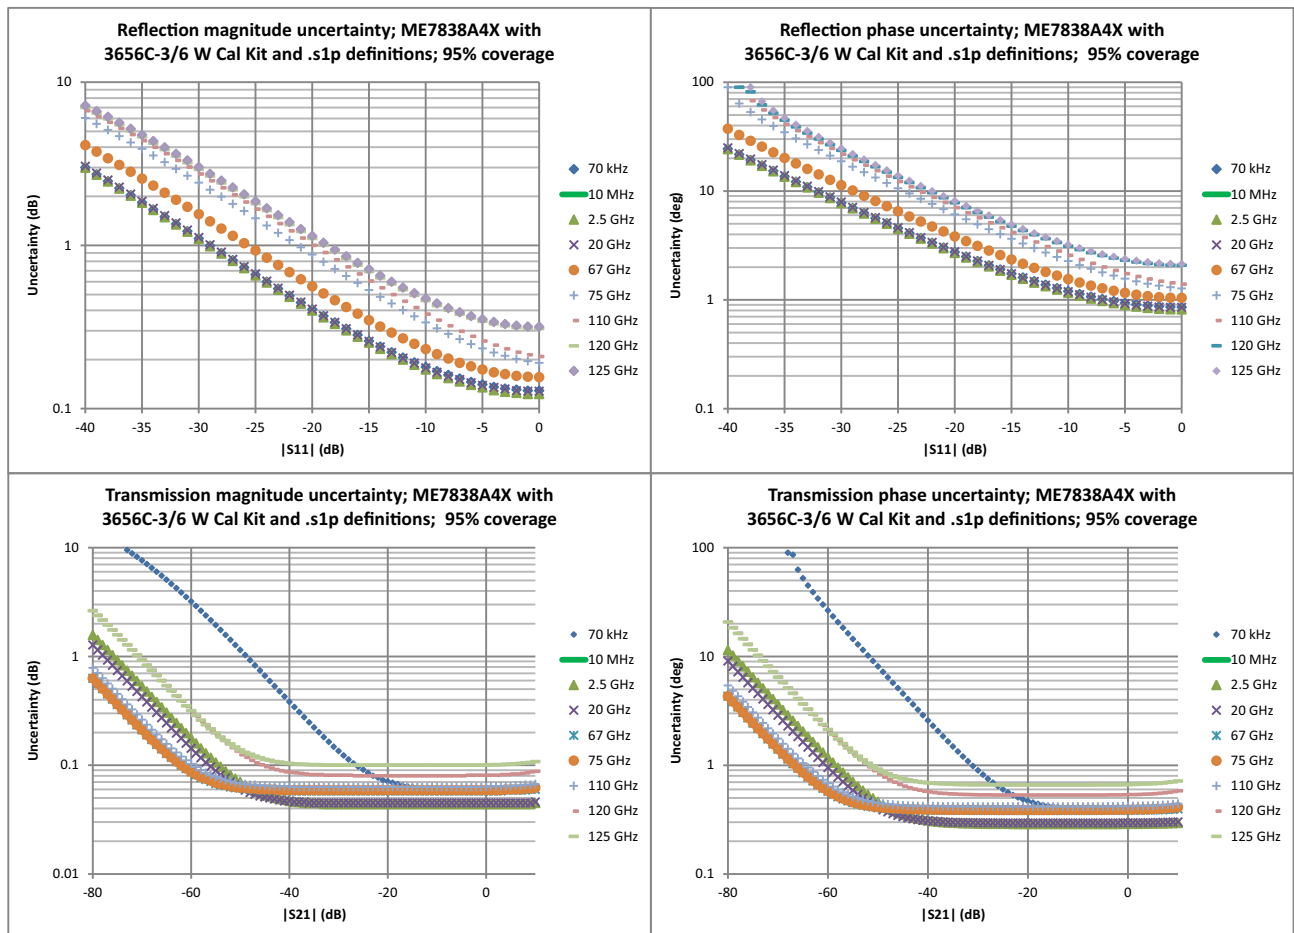 Reflection magnitude uncertainty; ME7838A4X with
3656C-3/6 W Cal Kit and .s1p definitions; 95% coverage
10
1
0.1
Uncertainty (dB)
-40 -35 -30 -25 -20 -15 -10 -5 0
|S11| (dB)
70 kHz
10 MHz
2.5 GHz
20 GHz
67 GHz
75 GHz
110 GHz
120 GHz
125 GHz
Reflection phase uncertainty; ME7838A4X with
3656C-3/6 W Cal Kit and .s1p definitions; 95% coverage
100
10
1
0.1
Uncertainty (deg)
-40 -35 -30 -25 -20 -15 -10 -5 0
|S11| (dB)
70 kHz
10 MHz
2.5 GHz
20 GHz
67 GHz
75 GHz
110 GHz
120 GHz
125 GHz
Transmission magnitude uncertainty; ME7838A4X with
3656C-3/6 W Cal Kit and .s1p definitions; 95% coverage
10
1
0.1
0.01
Uncertainty (dB)
-80 -60 -40 -20 0
|S21| (dB)
70 kHz
10 MHz
2.5 GHz
20 GHz
67 GHz
75 GHz
110 GHz
120 GHz
125 GHz
Transmission phase uncertainty; ME7838A4X with
3656C-3/6 W Cal Kit and .s1p definitions; 95% coverage
100
10
1
0.1
Uncertainty (deg)
-80 -60 -40 -20 0
|S21| (dB)
70 kHz
10 MHz
2.5 GHz
20 GHz
67 GHz
75 GHz
110 GHz
120 GHz
125 GHz